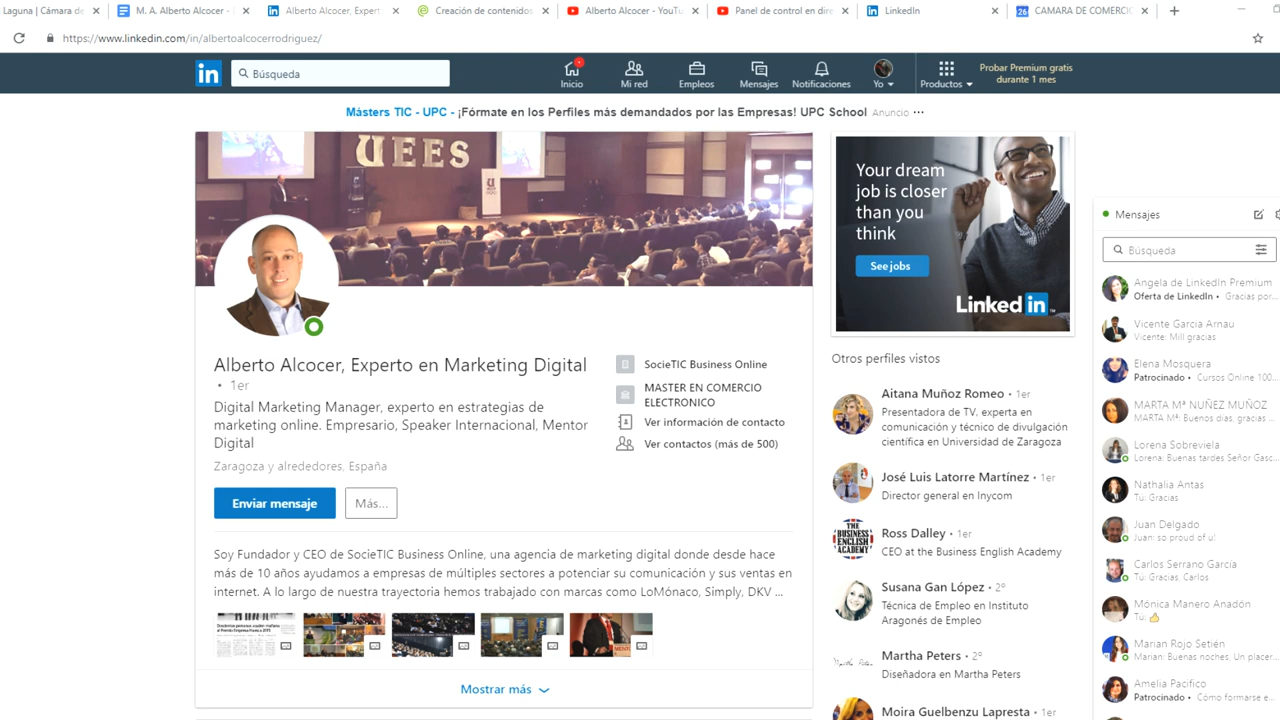 Laguna | Cámara de
M. A. Alberto Alcocer -
Alberto Alcocer, Expert
Creación de contenidos
Alberto Alcocer - YouTu
Panel de control en dire
LinkedIn
CAMARA DE COMERCIO
https://www.linkedin.com/in/albertoalcocerrodriguez/
in
Búsqueda
Inicio
Mi red
Empleos
Mensajes
Notificaciones
Yo
Productos
Probar Premium gratis
durante 1 mes
Másters TIC - UPC - ¡Fórmate en los Perfiles más demandados por las Empresas! UPC School Anuncio ···
UEES
Alberto Alcocer, Experto en Marketing Digital
• 1er
Digital Marketing Manager, experto en estrategias de
marketing online. Empresario, Speaker Internacional, Mentor
Digital
Zaragoza y alrededores, España
Enviar mensaje
Más...
SocieTIC Business Online
MASTER EN COMERCIO
ELECTRONICO
Ver información de contacto
Ver contactos (más de 500)
Soy Fundador y CEO de SocieTIC Business Online, una agencia de marketing digital donde desde hace
más de 10 años ayudamos a empresas de múltiples sectores a potenciar su comunicación y sus ventas en
internet. A lo largo de nuestra trayectoria hemos trabajado con marcas como LoMónaco, Simply, DKV ...
Mostrar más
Your dream
job is closer
than you
think
See jobs
Linked in
Otros perfiles vistos
Aitana Muñoz Romeo • 1er
Presentadora de TV, experta en
comunicación y técnico de divulgación
científica en Universidad de Zaragoza
José Luis Latorre Martínez • 1er
Director general en Inycom
THE BUSINESS ENGLISH ACADEMY
Ross Dalley • 1er
CEO at the Business English Academy
Susana Gan López • 2º
Técnica de Empleo en Instituto
Aragonés de Empleo
Martha Peters • 2º
Diseñadora en Martha Peters
Moira Guelbenzu Lapresta • 1er
Mensajes
Búsqueda
Angela de LinkedIn Premium
Oferta de LinkedIn • Gracias por...
Vicente Garcia Arnau
Vicente: Mill gracias
Elena Mosquera
Patrocinado • Cursos Online 100...
MARTA Mª NUÑEZ MUÑOZ
MARTA Mª: Buenos días, gracias ...
Lorena Sobreviela
Lorena: Buenas tardes Señor Gasc...
Nathalia Antas
Tú: Gracias
Juan Delgado
Juan: so proud of u!
Carlos Serrano García
Tú: Gracias, Carlos
Mónica Manero Anadón
Tú: 👍
Marian Rojo Setién
Marian: Buenas noches, Un placer...
Amelia Pacifico
Patrocinado • Cómo formarse e...